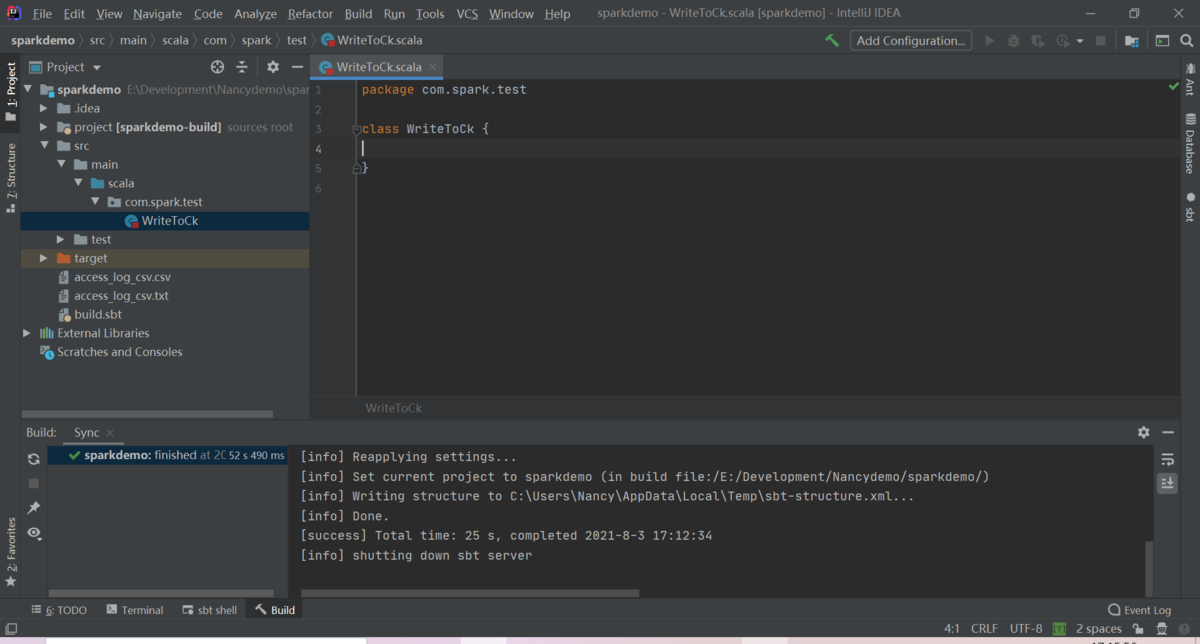 File Edit View Navigate Code Analyze Refactor Build Run Tools VCS Window Help sparkdemo - WriteToCk.scala [sparkdemo] - IntelliJ IDEA
sparkdemo src main scala com spark test WriteToCk.scala Add Configuration...
1: Project
7: Structure
2: Favorites
Project
sparkdemo E:\Development\Nancydemo\spar
.idea
project [sparkdemo-build] sources root
src
main
scala
com.spark.test
WriteToCk
test
target
access_log_csv.csv
access_log_csv.txt
build.sbt
External Libraries
Scratches and Consoles
WriteToCk.scala
1 package com.spark.test
2
3 class WriteToCk {
4
5 }
6
WriteToCk
Ant
Database
sbt
Build: Sync
sparkdemo: finished at 20 52 s 490 ms
[info] Reapplying settings...
[info] Set current project to sparkdemo (in build file:/E:/Development/Nancydemo/sparkdemo/)
[info] Writing structure to C:\Users\Nancy\AppData\Local\Temp\sbt-structure.xml...
[info] Done.
[success] Total time: 25 s, completed 2021-8-3 17:12:34
[info] shutting down sbt server
6: TODO Terminal sbt shell Build Event Log
4:1 CRLF UTF-8 2 spaces